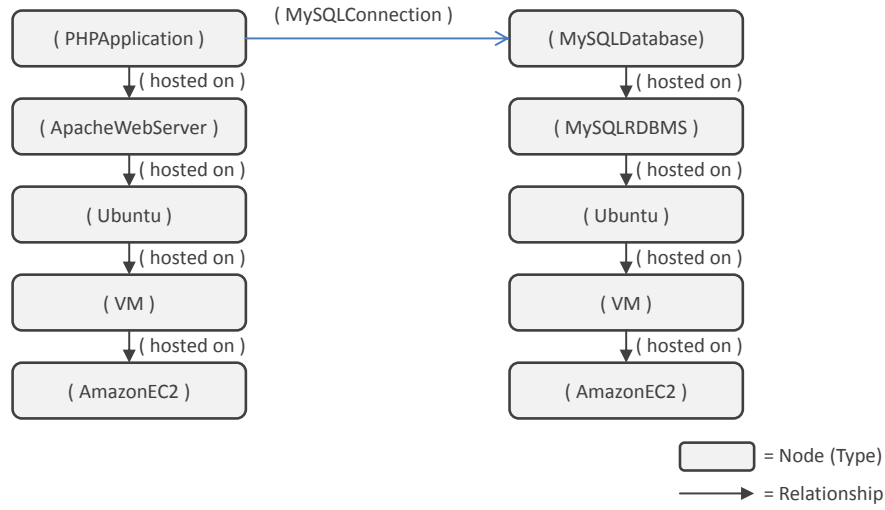 ( MySQLConnection )
( PHPApplication )
( MySQLDatabase)
( hosted on )
( hosted on )
( ApacheWebServer )
( MySQLRDBMS )
( hosted on )
( hosted on )
( Ubuntu )
( Ubuntu )
( hosted on )
( hosted on )
( VM )
( VM )
( hosted on )
( hosted on )
( AmazonEC2 )
( AmazonEC2 )
= Node (Type)
= Relationship